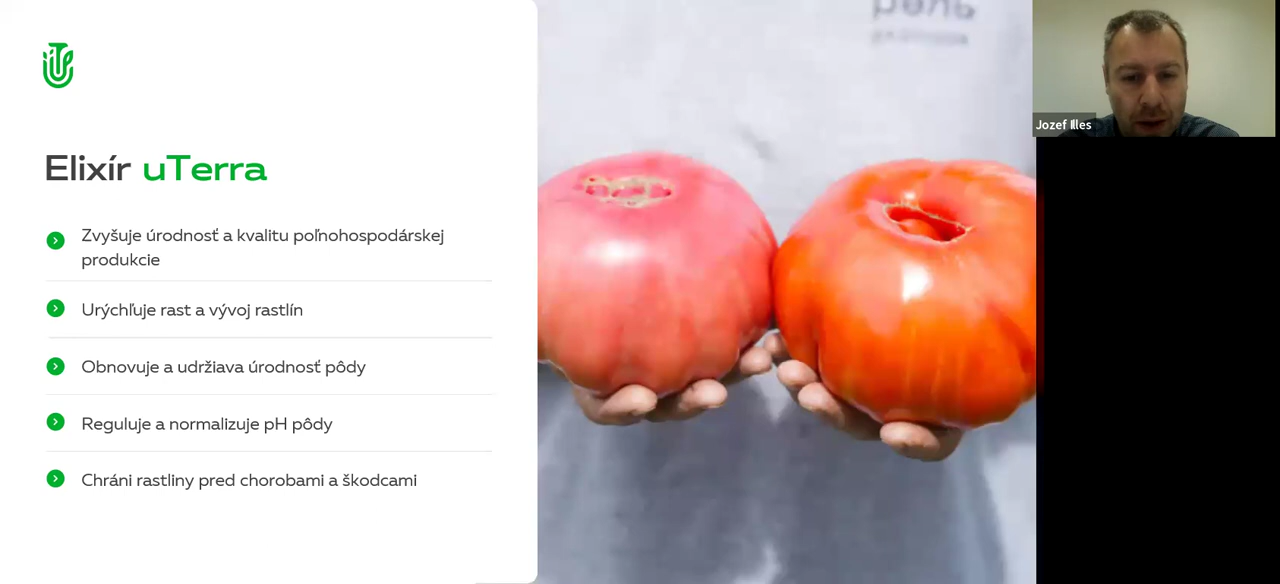 Elixír uTerra
Zvyšuje úrodnosť a kvalitu poľnohospodárskej
produkcie
Urýchľuje rast a vývoj rastlín
Obnovuje a udržiava úrodnosť pôdy
Reguluje a normalizuje pH pôdy
Chráni rastliny pred chorobami a škodcami
Jozef Illes